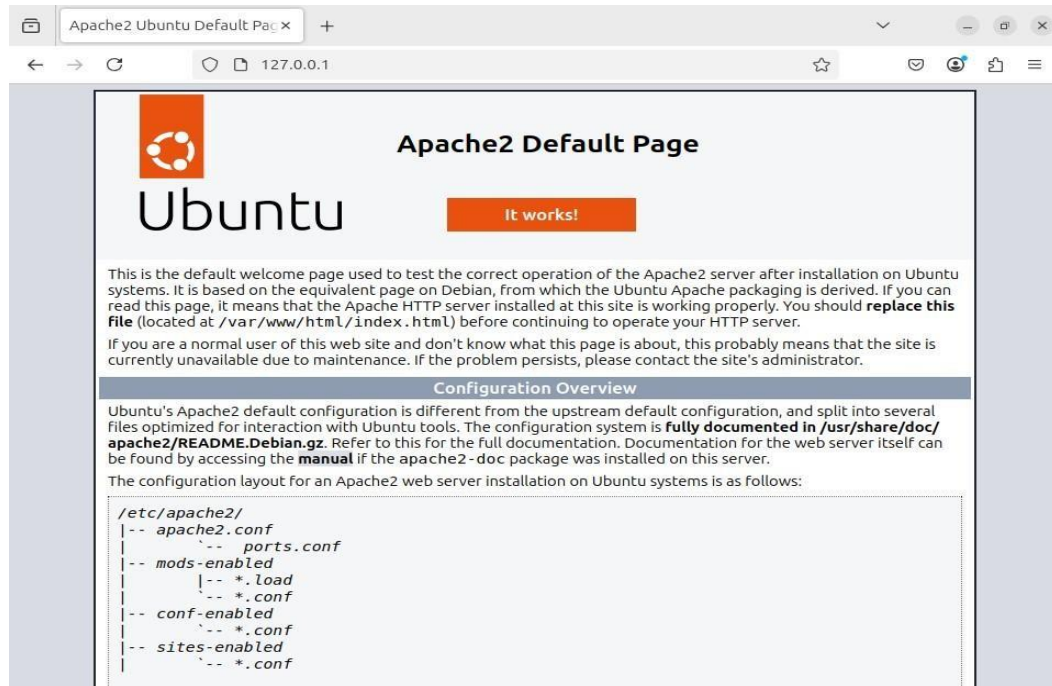 Apache2 Ubuntu Default Pag
127.0.0.1
Apache2 Default Page
Ubuntu
It works!
This is the default welcome page used to test the correct operation of the Apache2 server after installation on Ubuntu
systems. It is based on the equivalent page on Debian, from which the Ubuntu Apache packaging is derived. If you can
read this page, it means that the Apache HTTP server installed at this site is working properly. You should replace this
file (located at /var/www/html/index.html) before continuing to operate your HTTP server.
If you are a normal user of this web site and don't know what this page is about, this probably means that the site is
currently unavailable due to maintenance. If the problem persists, please contact the site's administrator.
Configuration Overview
Ubuntu's Apache2 default configuration is different from the upstream default configuration, and split into several
files optimized for interaction with Ubuntu tools. The configuration system is fully documented in /usr/share/doc/
apache2/README.Debian.gz. Refer to this for the full documentation. Documentation for the web server itself can
be found by accessing the manual if the apache2-doc package was installed on this server.
The configuration layout for an Apache2 web server installation on Ubuntu systems is as follows:
/etc/apache2/
|-- apache2.conf
|       `--  ports.conf
|-- mods-enabled
|       |-- *.load
|       `-- *.conf
|-- conf-enabled
|       `-- *.conf
|-- sites-enabled
|       `-- *.conf